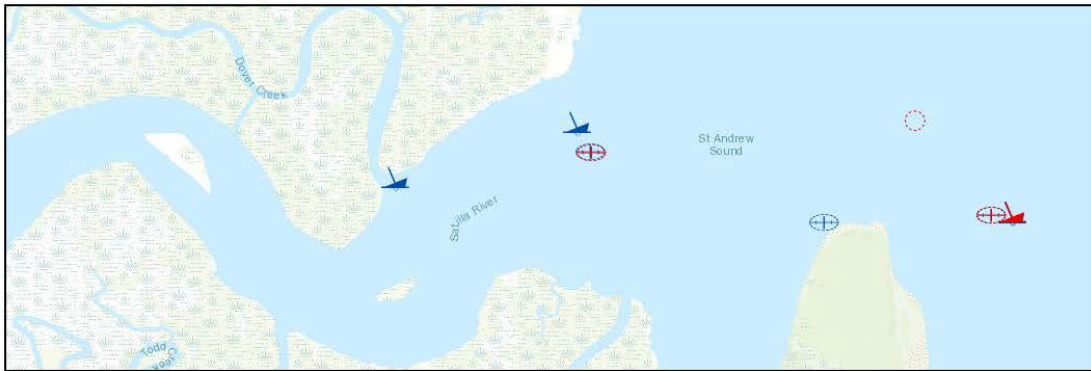 Dover Creek
St Andrew
Sound
Satilla River
Todd
Creek